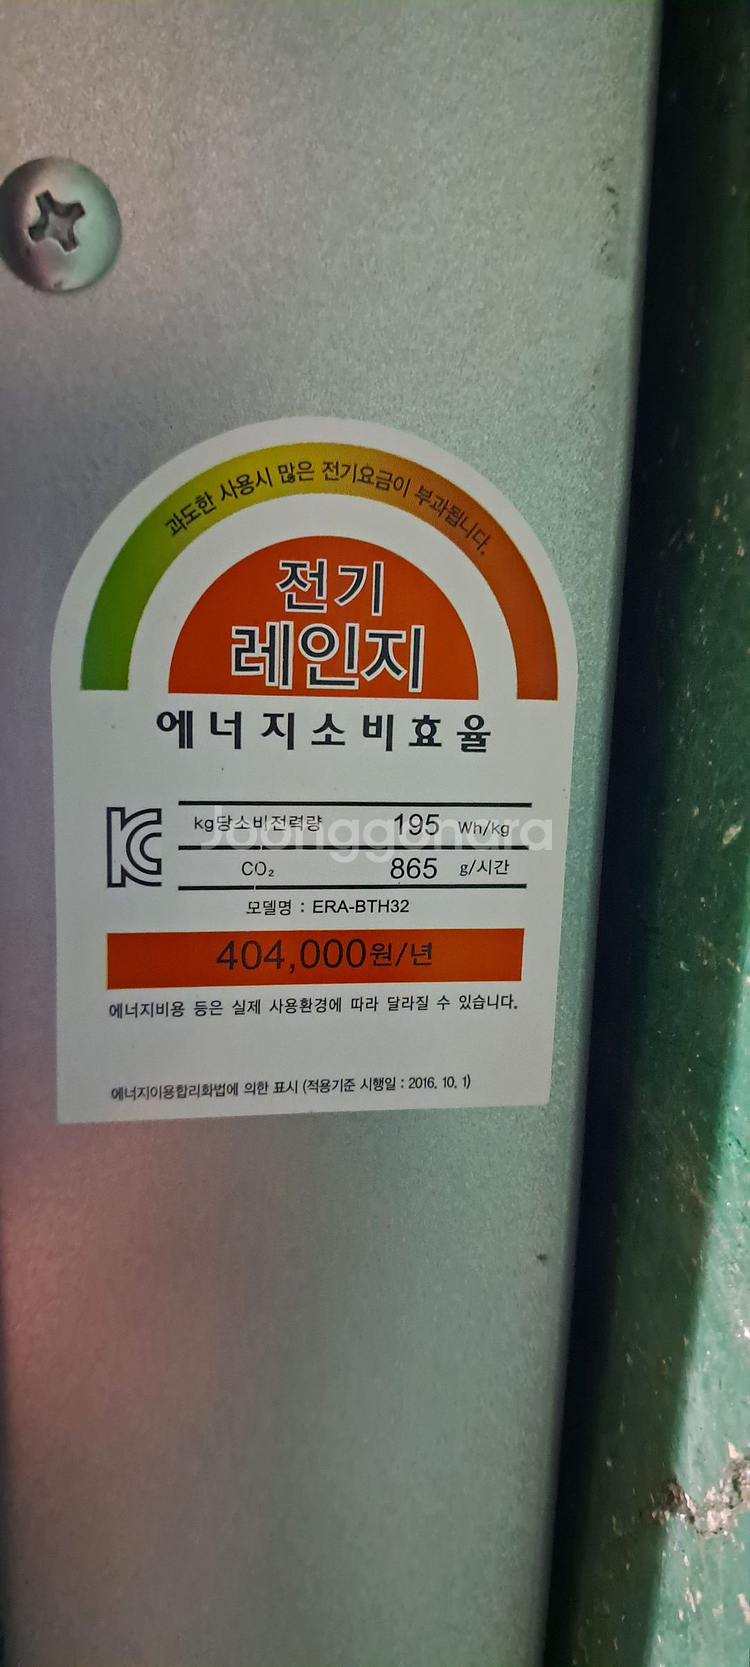 과도한 사용시 많은 전기요금이 부과됩니다.
전기
레인지
에너지소비효율
kg당소비전력량 195 Wh/kg
Joonggonara
CO₂ 865 g/시간
모델명 : ERA-BTH32
404,000원/년
에너지비용 등은 실제 사용환경에 따라 달라질 수 있습니다.
에너지이용합리화법에 의한 표시 (적용기준 시행일 : 2016. 10. 1)